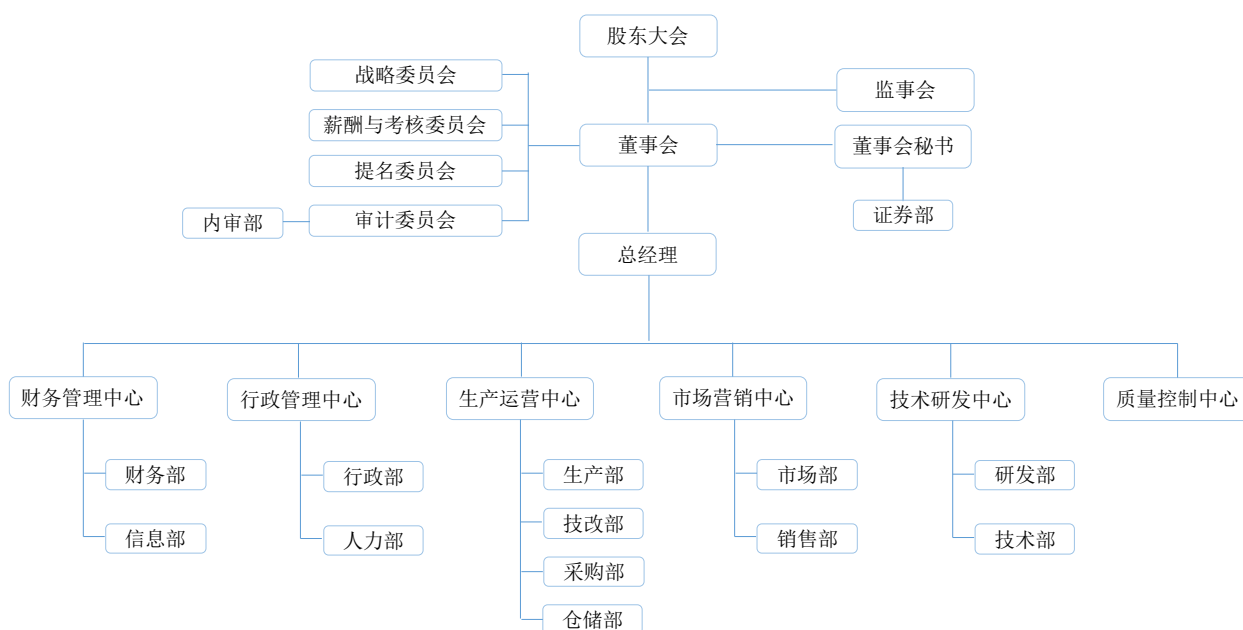 股东大会
战略委员会
监事会
薪酬与考核委员会
董事会
董事会秘书
提名委员会
内审部
审计委员会
证券部
总经理
财务管理中心
行政管理中心
生产运营中心
市场营销中心
技术研发中心
质量控制中心
财务部
行政部
生产部
市场部
研发部
技改部
信息部
人力部
销售部
技术部
采购部
仓储部